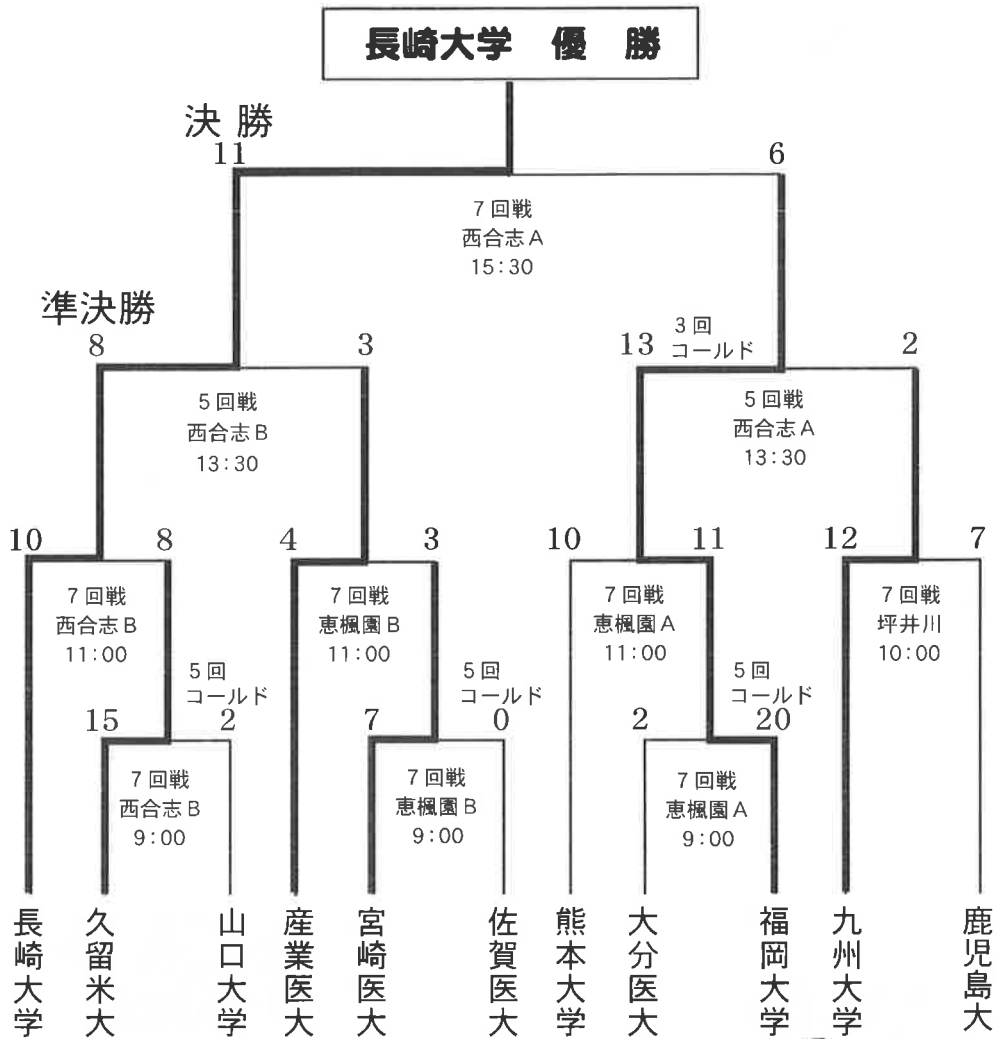 長崎大学 優 勝
決 勝
11
6
7回戦
西合志A
15:30
準決勝
8
3
13
3回
コールド
2
5回戦
西合志B
13:30
5回戦
西合志A
13:30
10
8
4
3
10
11
12
7
7回戦
西合志B
11:00
7回戦
恵楓園B
11:00
7回戦
恵楓園A
11:00
7回戦
坪井川
10:00
5回
コールド
5回
コールド
5回
コールド
15
2
7
0
2
20
7回戦
西合志B
9:00
7回戦
恵楓園B
9:00
7回戦
恵楓園A
9:00
長崎大学
久留米大
山口大学
産業医大
宮崎医大
佐賀医大
熊本大学
大分医大
福岡大学
九州大学
鹿児島大